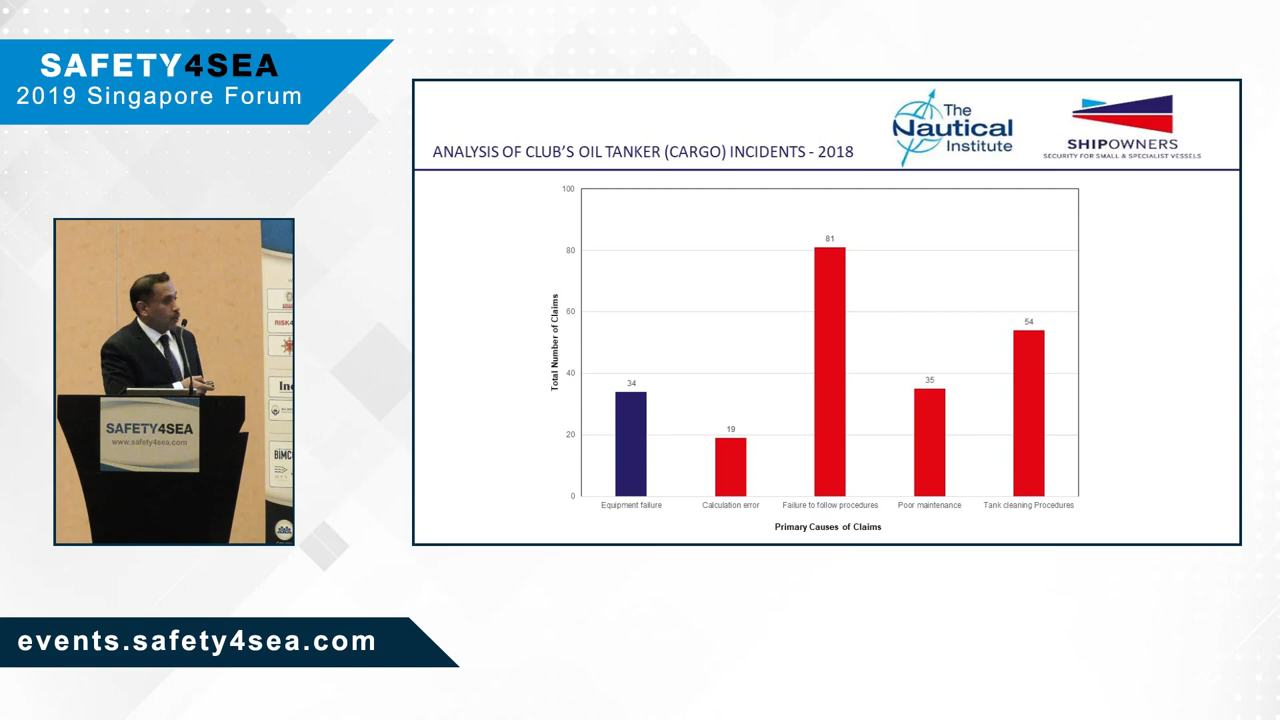 SAFETY4SEA
2019 Singapore Forum
ANALYSIS OF CLUB'S OIL TANKER (CARGO) INCIDENTS - 2018
The
Nautical
Institute
SHIPOWNERS
SECURITY FOR SMALL & SPECIALIST VESSELS
100
80
60
40
20
0
Total Number of Claims
34
19
81
35
54
Equipment failure
Calculation error
Failure to follow procedures
Poor maintenance
Tank cleaning Procedures
Primary Causes of Claims
SAFETY4SEA
www.safety4sea.com
RISK4
Inc
BIMC
events.safety4sea.com